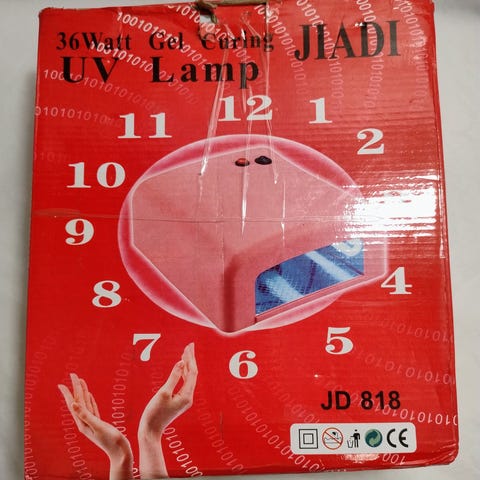 36Watt Gel Curing JIADI
UV Lamp
12
11 1
10 2
9
8 4
7 5
6
JD 818
CE